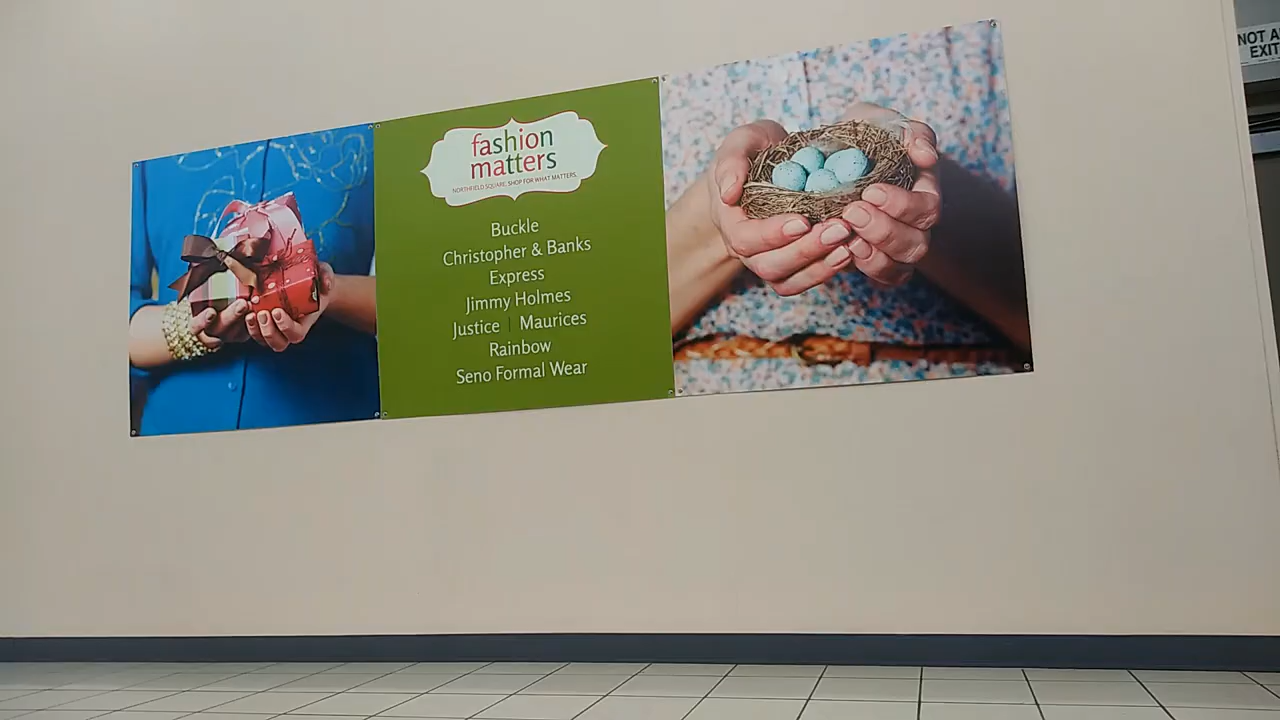 fashion
matters
NORTHFIELD SQUARE. SHOP FOR WHAT MATTERS.
Buckle
Christopher & Banks
Express
Jimmy Holmes
Justice | Maurices
Rainbow
Seno Formal Wear
NOT A
EXIT